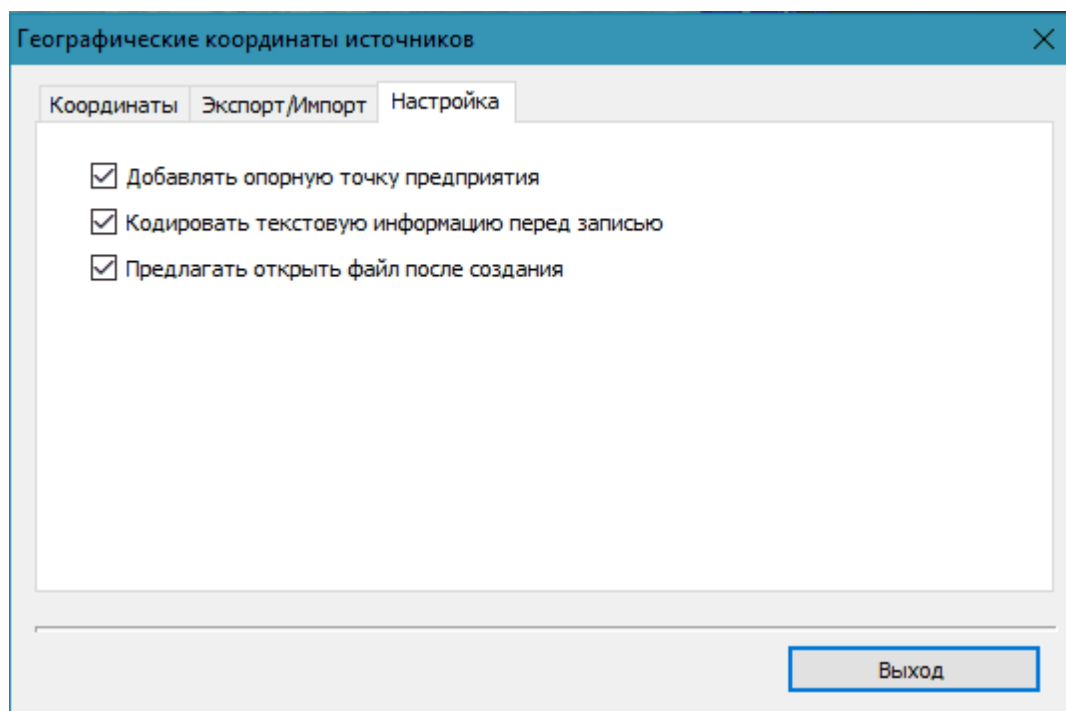 Географические координаты источников
Координаты Экспорт/Импорт Настройка
Добавлять опорную точку предприятия
Кодировать текстовую информацию перед записью
Предлагать открыть файл после создания
Выход